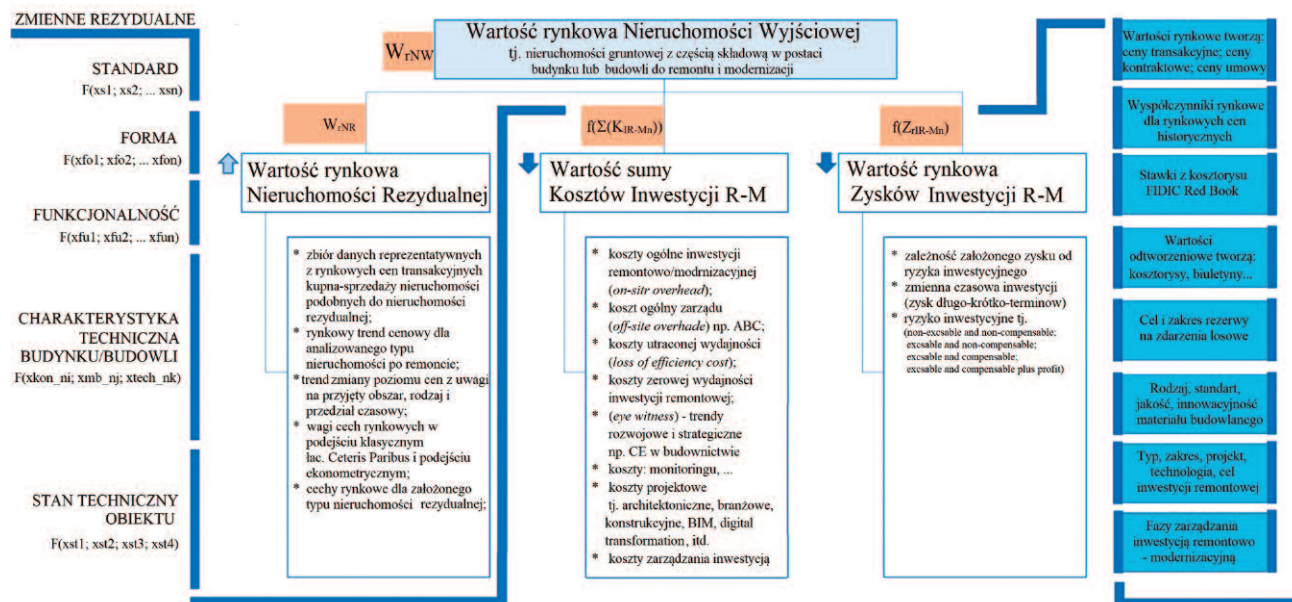 ZMIENNE REZYDUALNE
STANDARD
F(xs1; xs2; ... xsn)
FORMA
F(xfo1; xfo2; ... xfon)
FUNKCJONALNOŚĆ
F(xfu1; xfu2; ... xfun)
CHARAKTERYSTYKA
TECHNICZNA
BUDYNKU/BUDOWLI
F(xkon_ni; xmb_nj; xtech_nk)
STAN TECHNICZNY
OBIEKTU
F(xst1; xst2; xst3; xst4)
WrNW
Wartość rynkowa Nieruchomości Wyjściowej
tj. nieruchomości gruntowej z częścią składową w postaci
budynku lub budowli do remontu i modernizacji
WrNR
Wartość rynkowa
Nieruchomości Rezydualnej
* zbiór danych reprezentatywnych
z rynkowych cen transakcyjnych
kupna-sprzedaży nieruchomości
podobnych do nieruchomości
rezydualnej;
* rynkowy trend cenowy dla
analizowanego typu
nieruchomości po remoncie;
* trend zmiany poziomu cen z uwagi
na przyjęty obszar, rodzaj i
przedział czasowy;
* wagi cech rynkowych w
podejściu klasycznym
łac. Ceteris Paribus i podejściu
ekonometrycznym;
* cechy rynkowe dla założonego
typu nieruchomości rezydualnej;
f(Σ(KIR-Mn))
Wartość sumy
Kosztów Inwestycji R-M
* koszty ogólne inwestycji
remontowo/modrnizacyjnej
(on-sitr overhead);
* koszt ogólny zarządu
(off-site overhade) np. ABC;
* koszty utraconej wydajności
(loss of efficiency cost);
* koszty zerowej wydajności
inwestycji remontowej;
* (eye witness) - trendy
rozwojowe i strategiczne
np. CE w budownictwie
* koszty: monitoringu, ...
* koszty projektowe
tj. architektoniczne, branżowe,
konstrukcyjne, BIM, digital
transformation, itd.
* koszty zarządzania inwestycją
f(ZrIR-Mn)
Wartość rynkowa
Zysków Inwestycji R-M
* zależność założonego zysku od
ryzyka inwestycyjnego
* zmienna czasowa inwestycji
(zysk długo-krótko-terminow)
* ryzyko inwestycyjne tj.
(non-excsable and non-compensable;
excsable and non-compensable;
excsable and compensable;
excsable and compensable plus profit)
Wartości rynkowe tworzą:
ceny transakcyjne; ceny
kontraktowe; ceny umowy
Wyspółczynniki rynkowe
dla rynkowych cen
historycznych
Stawki z kosztorysu
FIDIC Red Book
Wartości
odtworzeniowe tworzą:
kosztorysy, biuletyny...
Cel i zakres rezerwy
na zdarzenia losowe
Rodzaj, standart,
jakość, innowacyjność
materiału budowlanego
Typ, zakres, projekt,
technologia, cel
inwestycji remontowej
Fazy zarządzania
inwestycją remontowo
- modernizacyjną